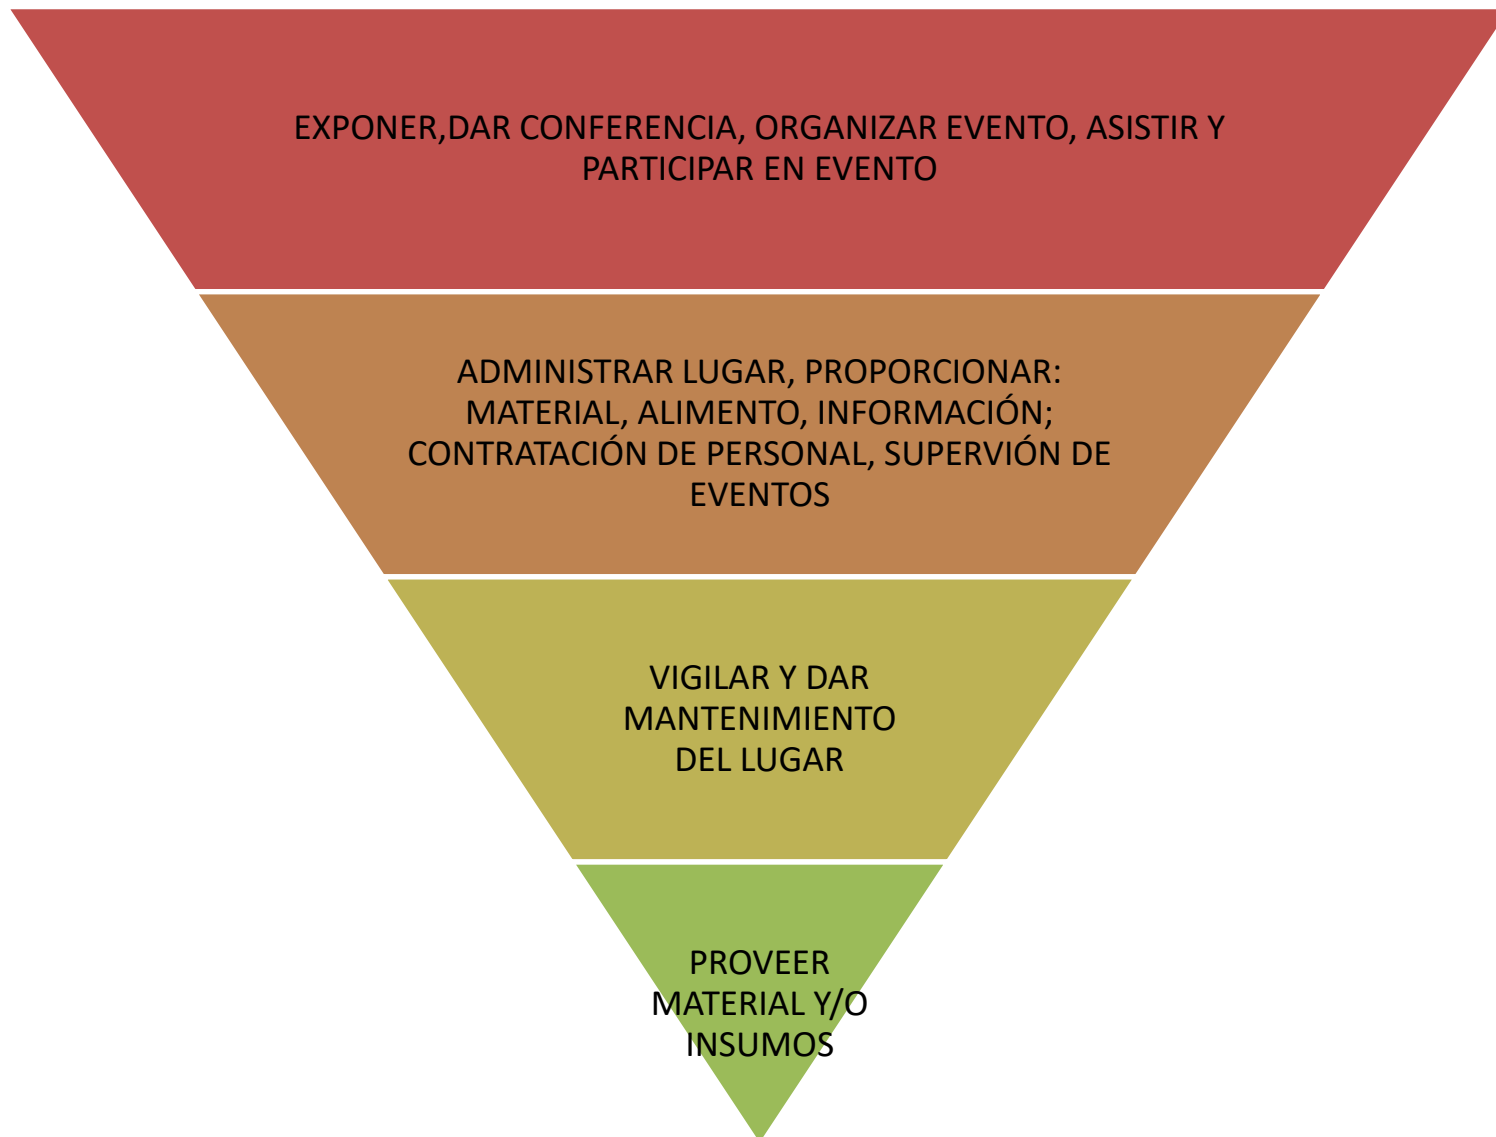 EXPONER,DAR CONFERENCIA, ORGANIZAR EVENTO, ASISTIR Y
PARTICIPAR EN EVENTO
ADMINISTRAR LUGAR, PROPORCIONAR:
MATERIAL, ALIMENTO, INFORMACIÓN;
CONTRATACIÓN DE PERSONAL, SUPERVIÓN DE
EVENTOS
VIGILAR Y DAR
MANTENIMIENTO
DEL LUGAR
PROVEER
MATERIAL Y/O
INSUMOS